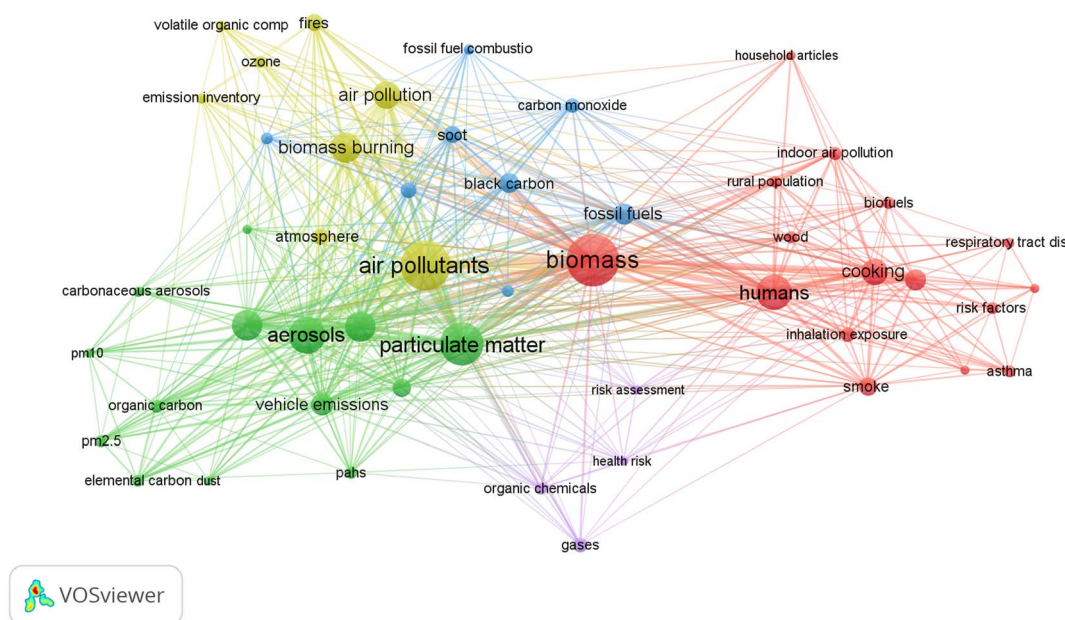 fires
volatile organic comp
fossil fuel combustio
household articles
ozone
emission inventory
air pollution
carbon monoxide
soot
biomass burning
indoor air pollution
black carbon
rural population
biofuels
fossil fuels
atmosphere
wood
respiratory tract dis
air pollutants
biomass
cooking
carbonaceous aerosols
humans
risk factors
aerosols
particulate matter
inhalation exposure
pm10
asthma
smoke
risk assessment
organic carbon
vehicle emissions
pm2.5
health risk
elemental carbon
dust
pahs
organic chemicals
gases
VOSviewer